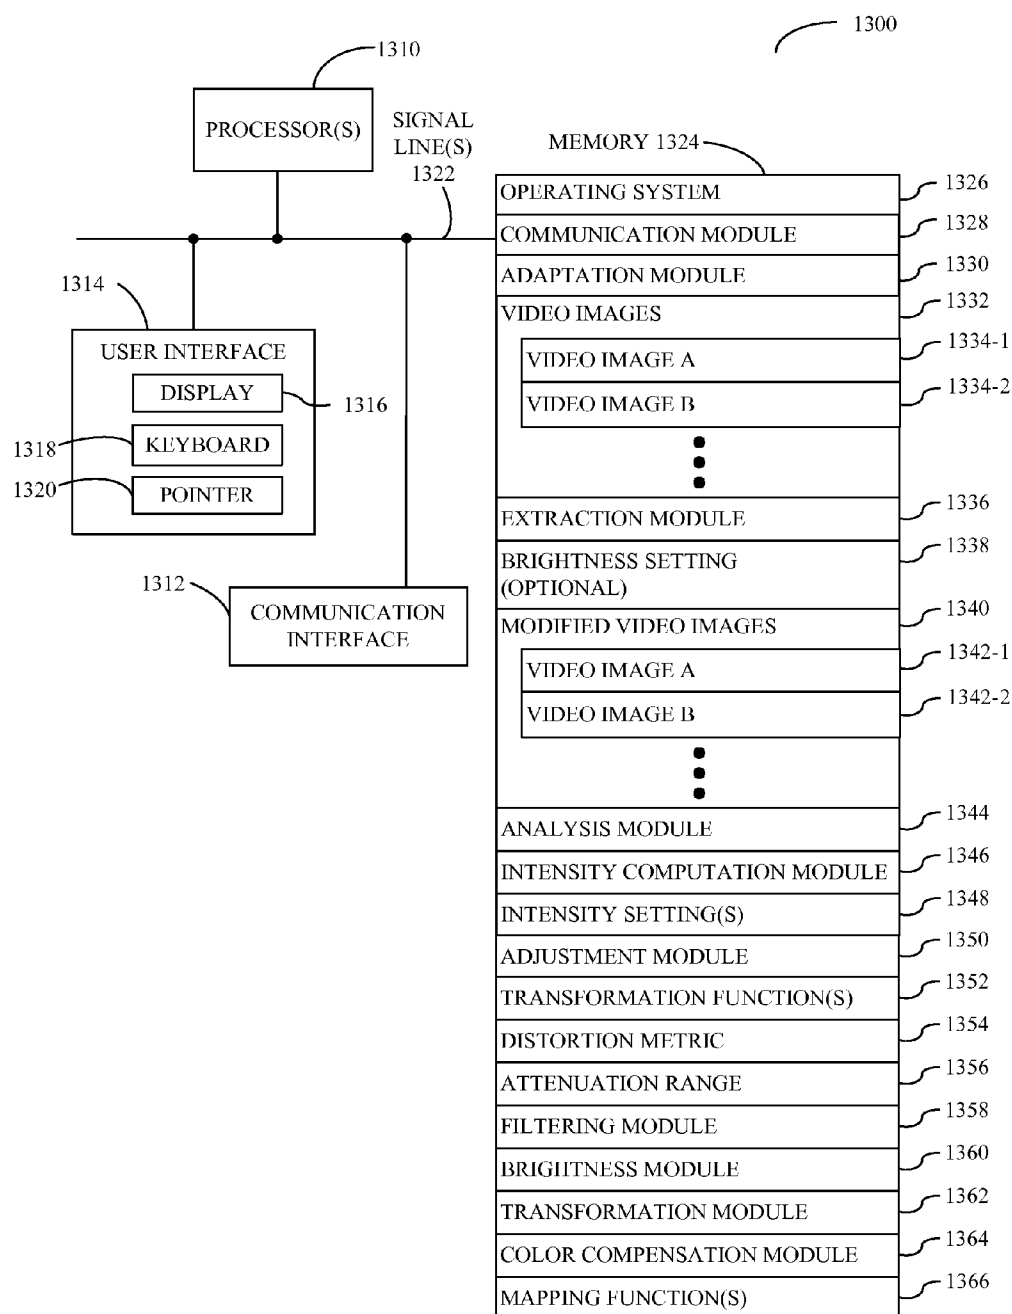 1300
1310
PROCESSOR(S)
SIGNAL
LINE(S)
1322
MEMORY 1324
OPERATING SYSTEM
1326
COMMUNICATION MODULE
1328
ADAPTATION MODULE
1330
VIDEO IMAGES
1332
VIDEO IMAGE A
1334-1
VIDEO IMAGE B
1334-2
1314
USER INTERFACE
DISPLAY
1316
1318
KEYBOARD
1320
POINTER
1312
COMMUNICATION
INTERFACE
EXTRACTION MODULE
1336
BRIGHTNESS SETTING
(OPTIONAL)
1338
MODIFIED VIDEO IMAGES
1340
VIDEO IMAGE A
1342-1
VIDEO IMAGE B
1342-2
ANALYSIS MODULE
1344
INTENSITY COMPUTATION MODULE
1346
INTENSITY SETTING(S)
1348
ADJUSTMENT MODULE
1350
TRANSFORMATION FUNCTION(S)
1352
DISTORTION METRIC
1354
ATTENUATION RANGE
1356
FILTERING MODULE
1358
BRIGHTNESS MODULE
1360
TRANSFORMATION MODULE
1362
COLOR COMPENSATION MODULE
1364
MAPPING FUNCTION(S)
1366